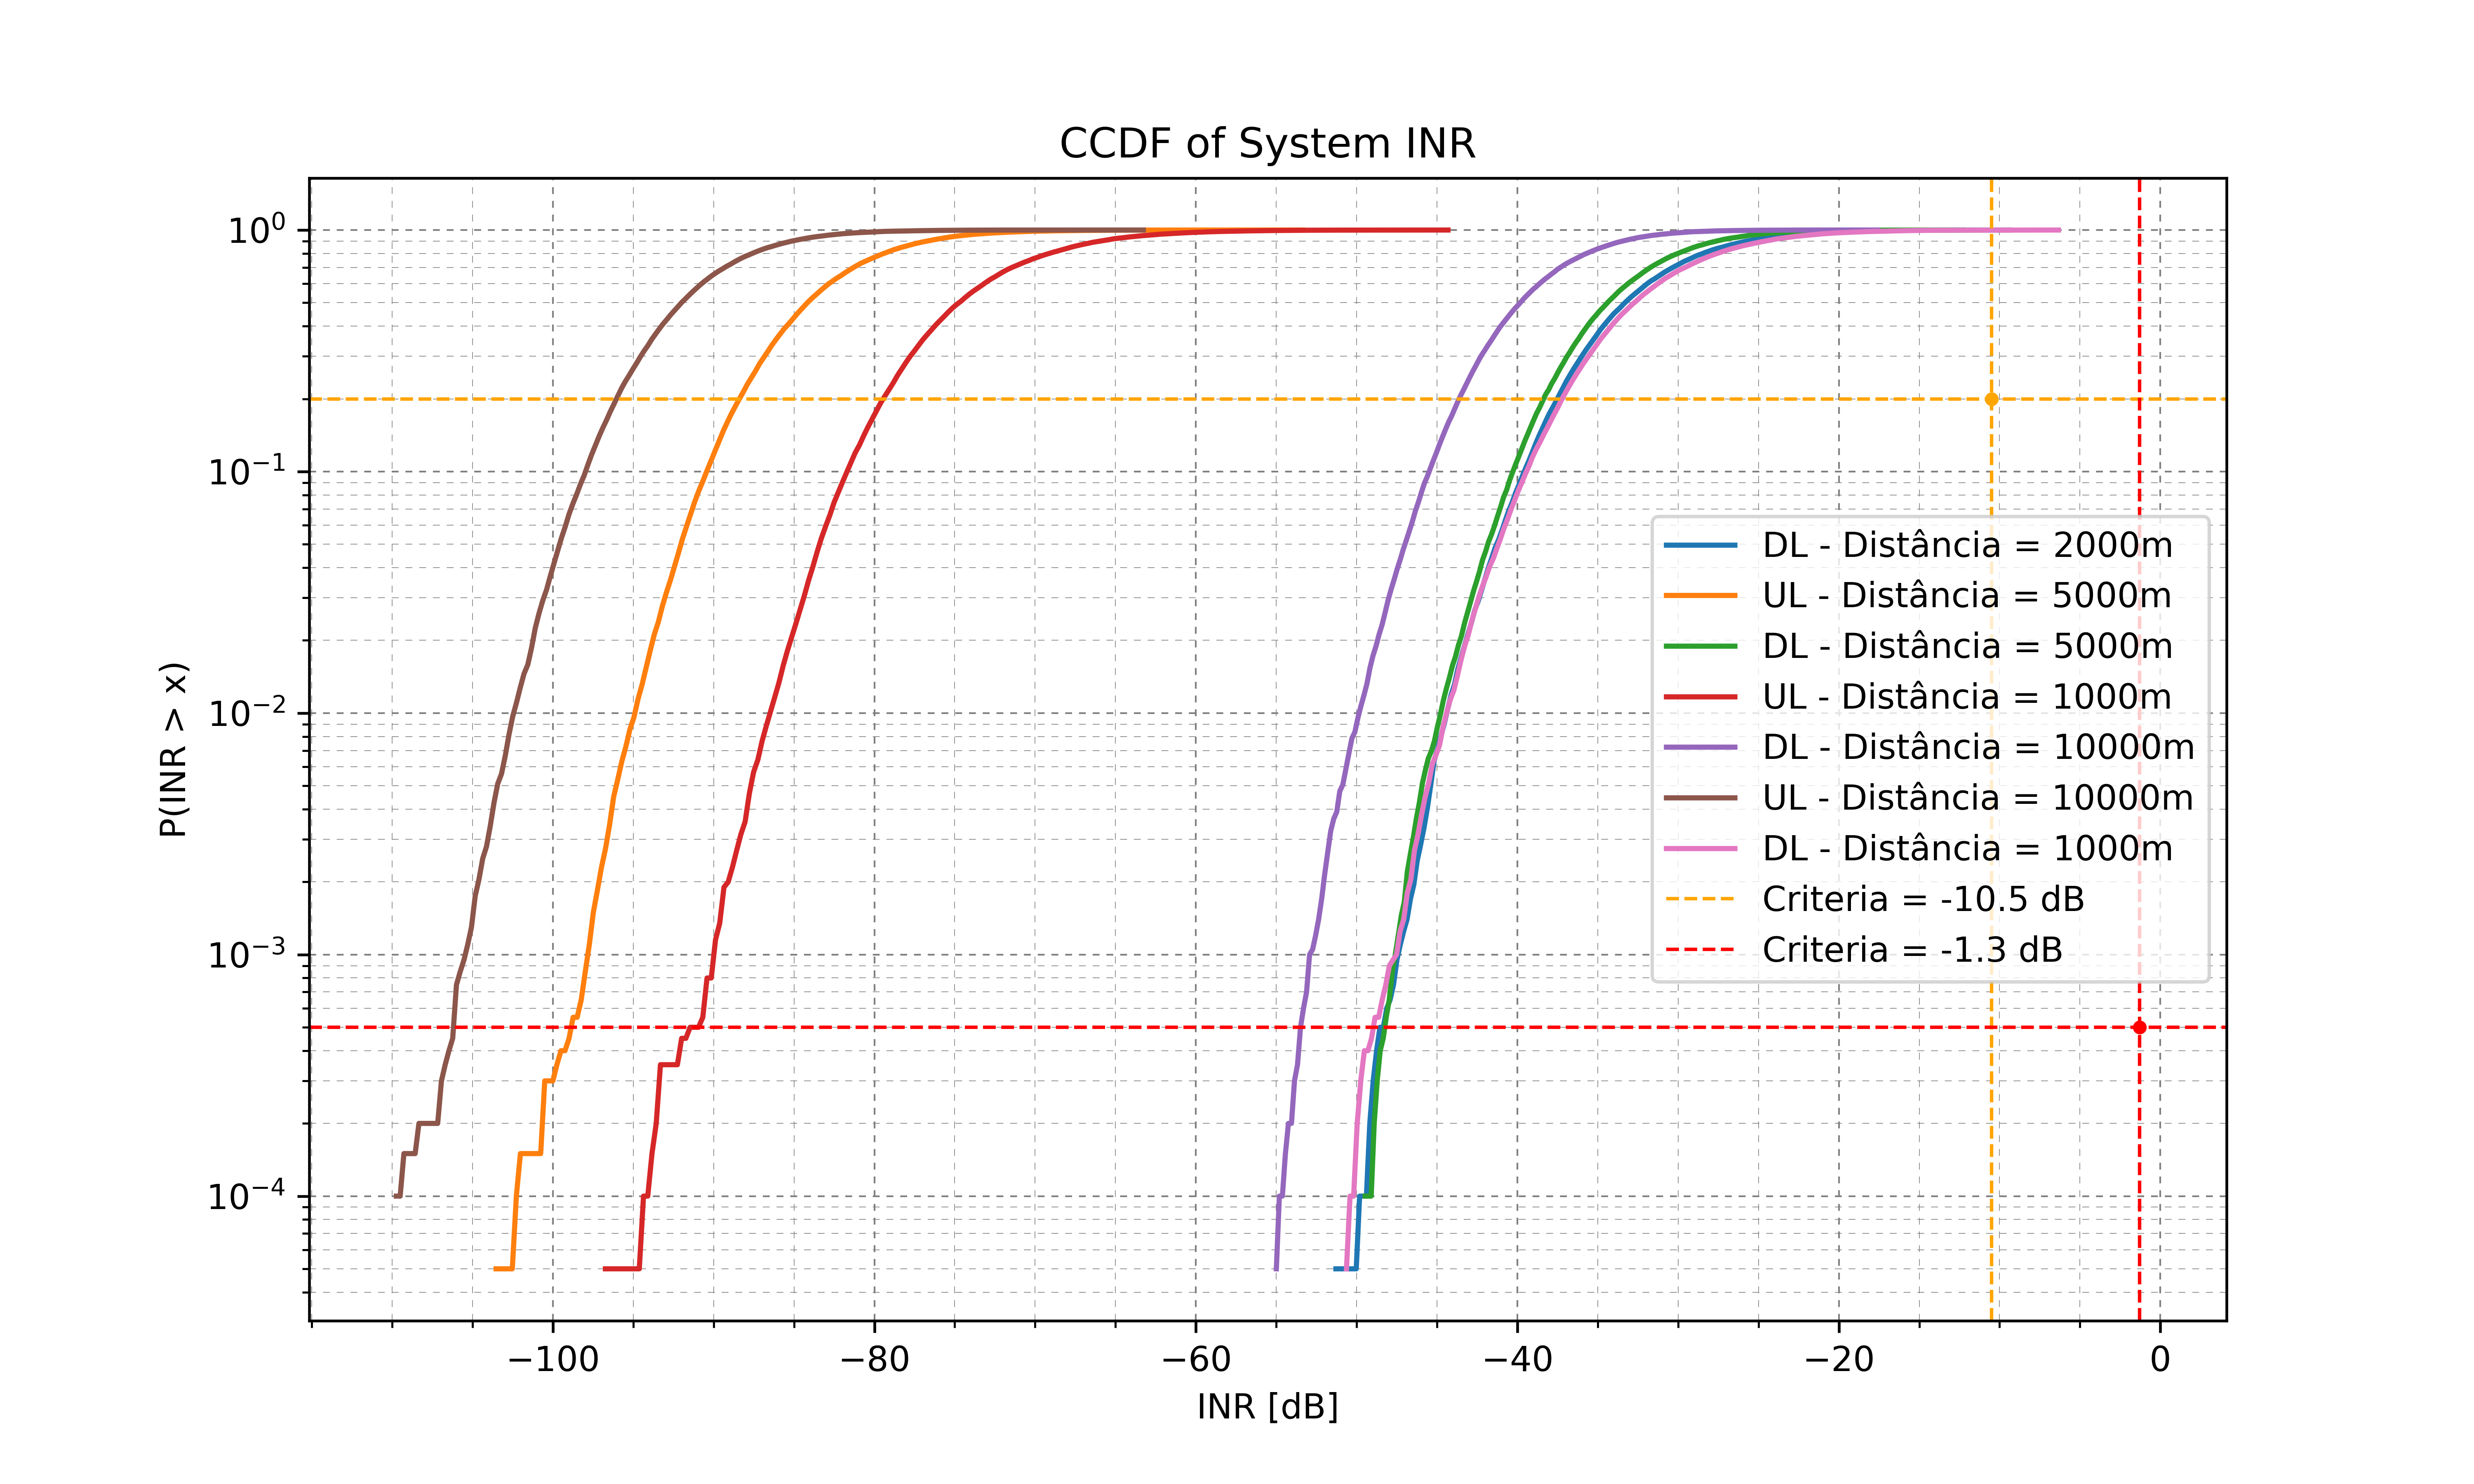 CCDF of System INR
P(INR > x)
10⁰
10⁻¹
10⁻²
10⁻³
10⁻⁴
DL - Distância = 2000m
UL - Distância = 5000m
DL - Distância = 5000m
UL - Distância = 1000m
DL - Distância = 10000m
UL - Distância = 10000m
DL - Distância = 1000m
Criteria = -10.5 dB
Criteria = -1.3 dB
−100 −80 −60 −40 −20 0
INR [dB]